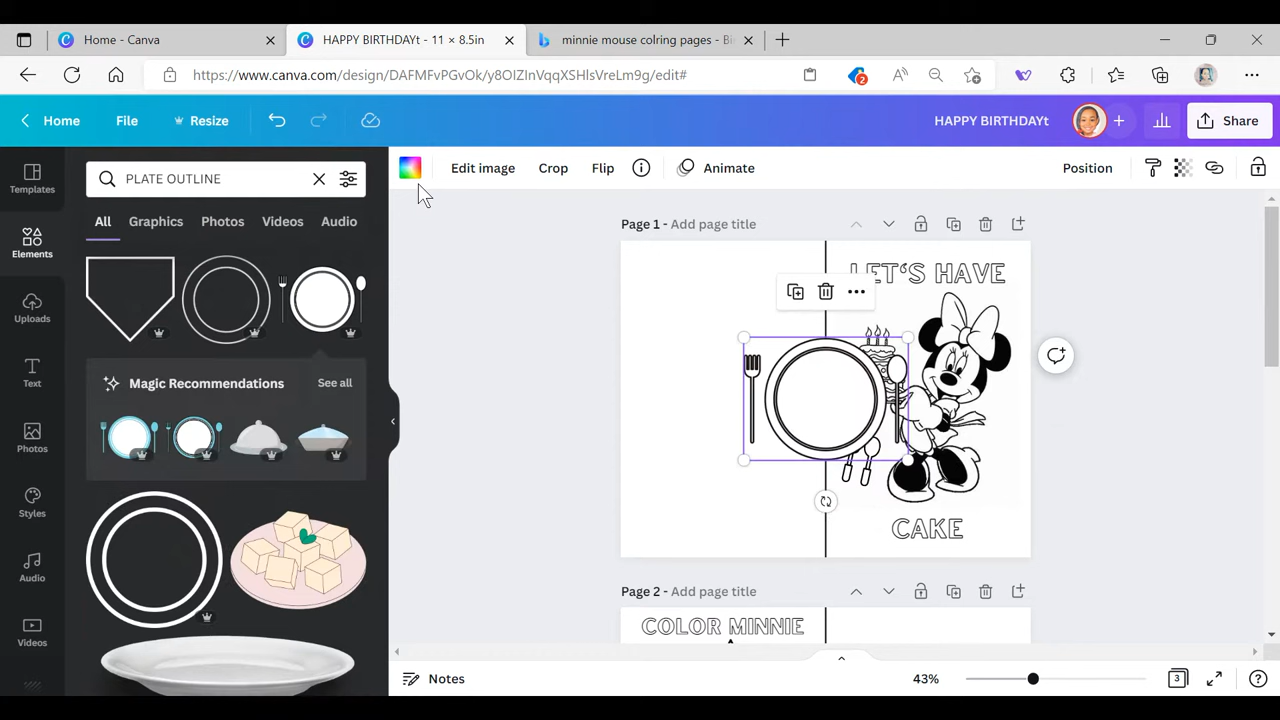 Home - Canva
HAPPY BIRTHDAYt - 11 × 8.5in
minnie mouse colring pages - Bi
https://www.canva.com/design/DAFMFvPGvOk/y8OIZInVqqXSHlsVreLm9g/edit#
2
Home
File
Resize
HAPPY BIRTHDAYt
Share
Templates
Elements
Uploads
Text
Photos
Styles
Audio
Videos
PLATE OUTLINE
All
Graphics
Photos
Videos
Audio
Magic Recommendations
See all
Edit image
Crop
Flip
Animate
Position
Page 1 - Add page title
LET'S HAVE
CAKE
Page 2 - Add page title
COLOR MINNIE
Notes
43%
3